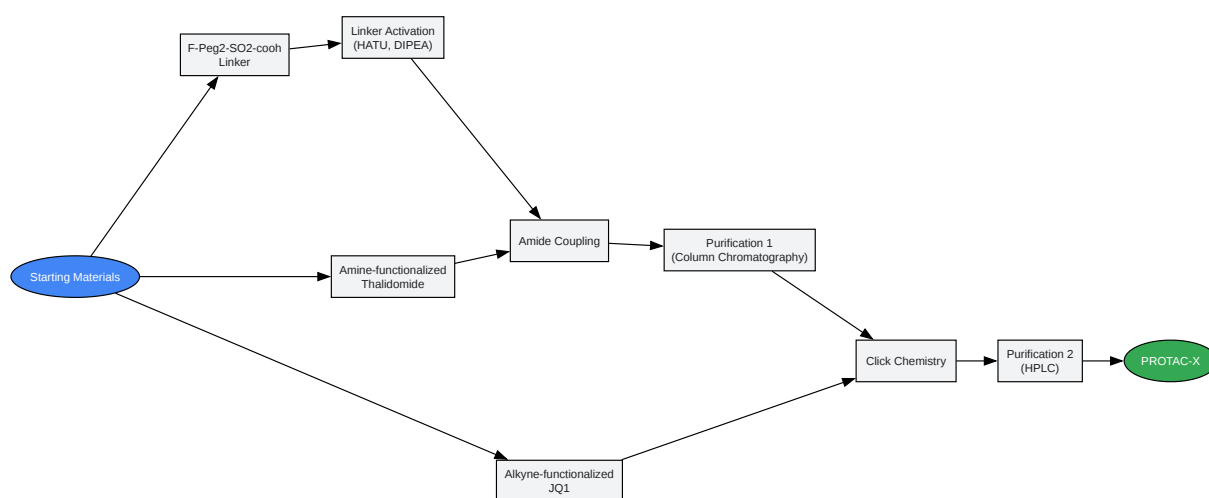 F-Peg2-SO2-cooh
Linker
Linker Activation
(HATU, DIPEA)
Starting Materials
Amine-functionalized
Thalidomide
Amide Coupling
Purification 1
(Column Chromatography)
Click Chemistry
Purification 2
(HPLC)
PROTAC-X
Alkyne-functionalized
JQ1